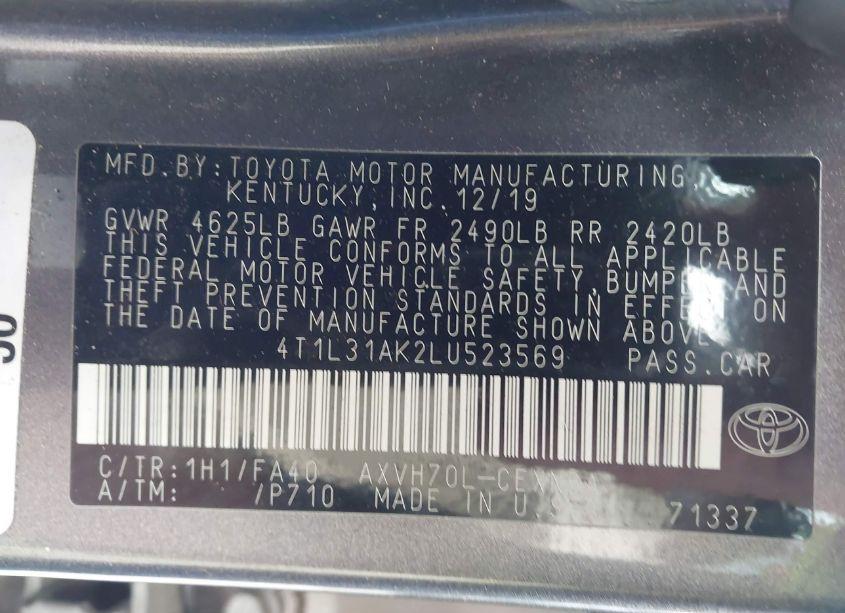 MFD. BY: TOYOTA MOTOR MANUFACTURING,
KENTUCKY, INC. 12/19
GVWR 4625LB GAWR FR 2490LB RR 2420LB
THIS VEHICLE CONFORMS TO ALL APPLICABLE
FEDERAL MOTOR VEHICLE SAFETY, BUMPER AND
THEFT PREVENTION STANDARDS IN EFFECT ON
THE DATE OF MANUFACTURE SHOWN ABOVE.
4T1L31AK2LU523569 PASS.CAR
C/TR: 1H1/FA40 AXVH70L-
A/TM: /P710 MADE IN U. 71337